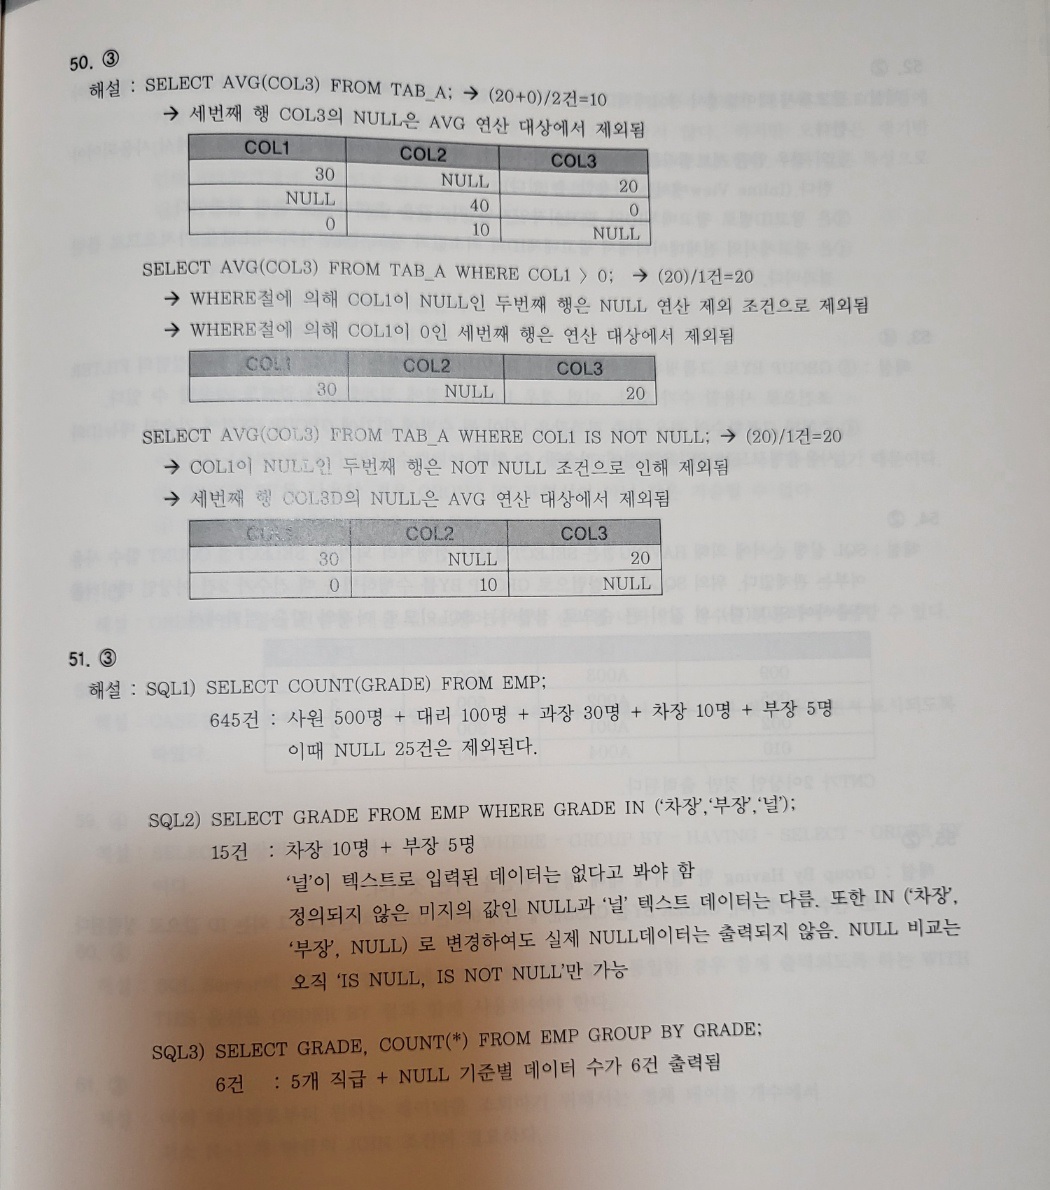 50. ③
해설 : SELECT AVG(COL3) FROM TAB_A; → (20+0)/2건=10
→ 세번째 행 COL3의 NULL은 AVG 연산 대상에서 제외됨
COL1 COL2 COL3
30 NULL 20
NULL 40 0
0 10 NULL
SELECT AVG(COL3) FROM TAB_A WHERE COL1 > 0; → (20)/1건=20
→ WHERE절에 의해 COL1이 NULL인 두번째 행은 NULL 연산 제외 조건으로 제외됨
→ WHERE절에 의해 COL1이 0인 세번째 행은 연산 대상에서 제외됨
COL1 COL2 COL3
30 NULL 20
SELECT AVG(COL3) FROM TAB_A WHERE COL1 IS NOT NULL; → (20)/1건=20
→ COL1이 NULL인 두번째 행은 NOT NULL 조건으로 인해 제외됨
→ 세번째 행 COL3D의 NULL은 AVG 연산 대상에서 제외됨
COL2 COL3
30 NULL 20
0 10 NULL
51. ③
해설 : SQL1) SELECT COUNT(GRADE) FROM EMP;
645건 : 사원 500명 + 대리 100명 + 과장 30명 + 차장 10명 + 부장 5명
이때 NULL 25건은 제외된다.
SQL2) SELECT GRADE FROM EMP WHERE GRADE IN ('차장','부장','널');
15건 : 차장 10명 + 부장 5명
'널'이 텍스트로 입력된 데이터는 없다고 봐야 함
정의되지 않은 미지의 값인 NULL과 '널' 텍스트 데이터는 다름. 또한 IN ('차장',
'부장', NULL) 로 변경하여도 실제 NULL데이터는 출력되지 않음. NULL 비교는
오직 'IS NULL, IS NOT NULL'만 가능
SQL3) SELECT GRADE, COUNT(*) FROM EMP GROUP BY GRADE;
6건 : 5개 직급 + NULL 기준별 데이터 수가 6건 출력됨